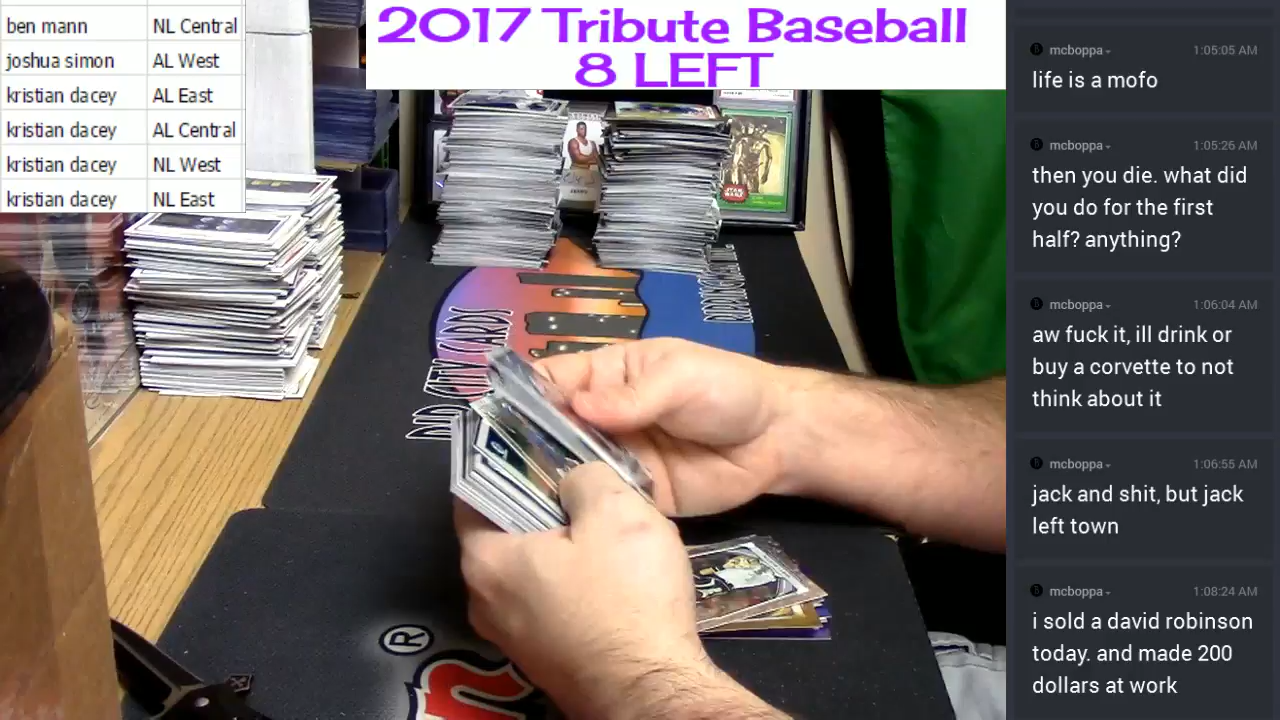 ben mann NL Central
joshua simon AL West
kristian dacey AL East
kristian dacey AL Central
kristian dacey NL West
kristian dacey NL East
2017 Tribute Baseball
8 LEFT
STAR WARS
CITY CARDS
®
mcboppa 1:05:05 AM
life is a mofo
mcboppa 1:05:26 AM
then you die. what did
you do for the first
half? anything?
mcboppa 1:06:04 AM
aw fuck it, ill drink or
buy a corvette to not
think about it
mcboppa 1:06:55 AM
jack and shit, but jack
left town
mcboppa 1:08:24 AM
i sold a david robinson
today. and made 200
dollars at work